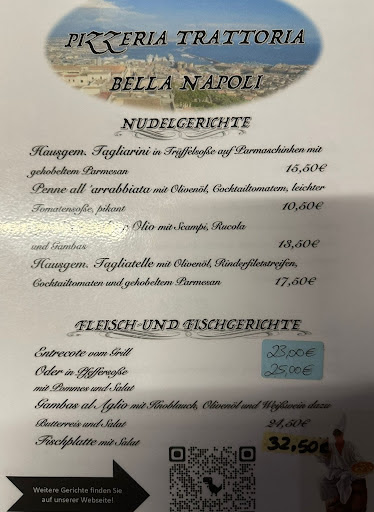 PIZZERIA TRATTORIA
BELLA NAPOLI
NUDELGERICHTE
Hausgem. Tagliarini in Trüffelsoße auf Parmaschinken mit
gehobeltem Parmesan 15,50€
Penne all'arrabbiata mit Olivenöl, Cocktailtomatem, leichter
Tomatensoße, pikant 10,50€
Olio mit Scampi, Rucola
und Gambas 13,50€
Hausgem. Tagliatelle mit Olivenöl, Rinderfiletstreifen,
Cocktailtomaten und gehobeltem Parmesan 17,50€
FLEISCH-UND FISCHGERICHTE
Entrecote vom Grill 23,00€
Oder in Pfeffersoße 25,00€
mit Pommes und Salat
Gambas al Aglio mit Knoblauch, Olivenöl und Weißwein dazu
Butterreis und Salat 24,50€
Fischplatte mit Salat 32,50€
Weitere Gerichte finden Sie
auf unserer Webseite!